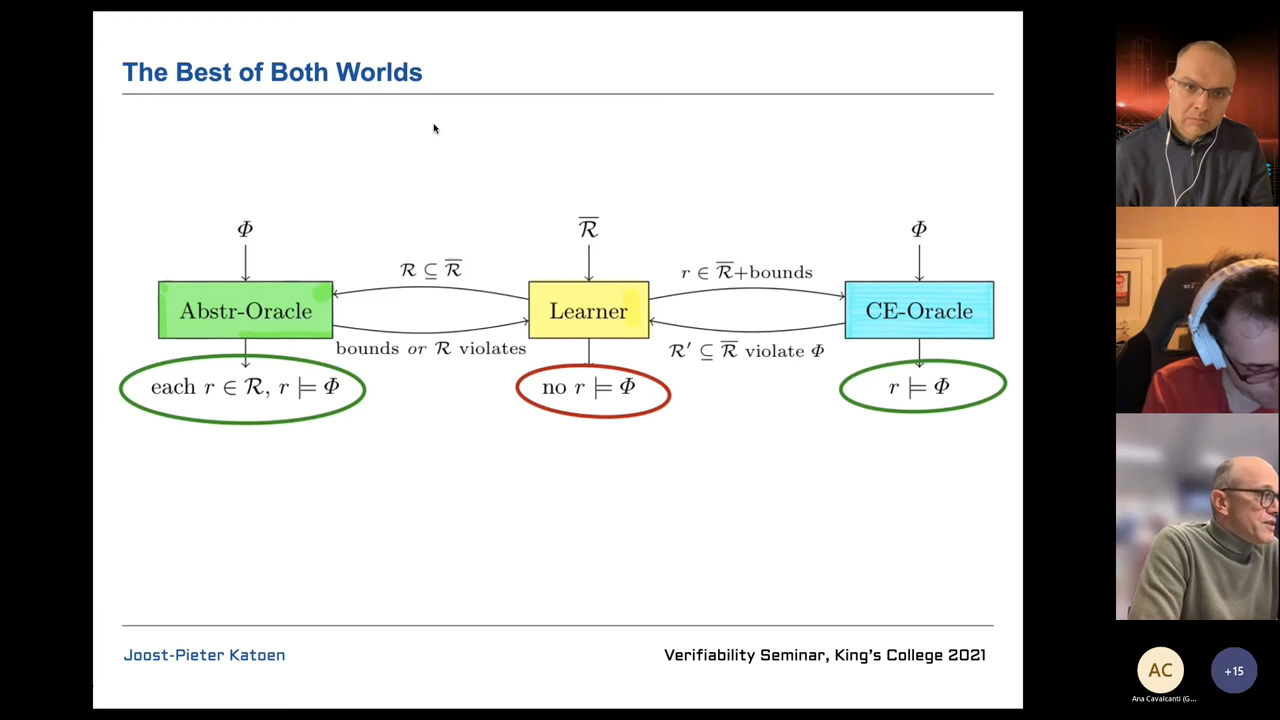 The Best of Both Worlds
Φ
R̅
Φ
R ⊆ R̅
r ∈ R̅+bounds
Abstr-Oracle
Learner
CE-Oracle
bounds or R violates
R′ ⊆ R̅ violate Φ
each r ∈ R, r ⊨ Φ
no r ⊨ Φ
r ⊨ Φ
Joost-Pieter Katoen
Verifiability Seminar, King's College 2021
AC
+15
Ana Cavalcanti (G...